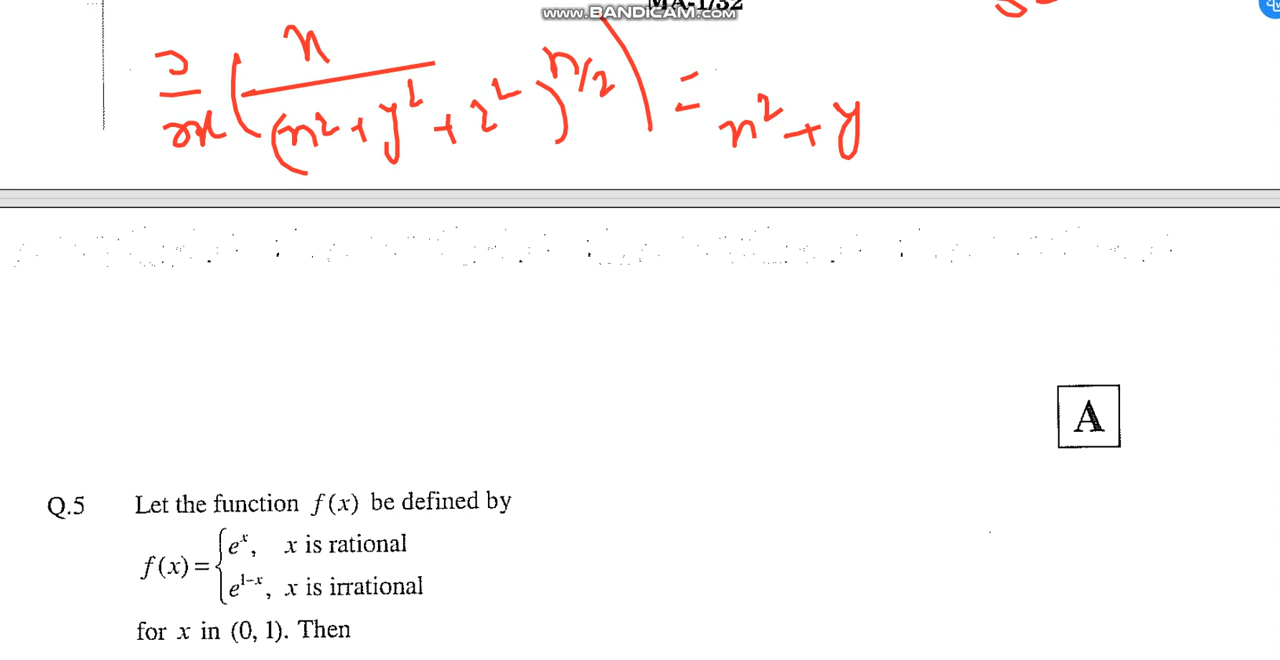 www.BANDICAM.com
MA-1/32
∂/∂x (x/(x²+y²+z²)^(n/2)) = x²+y
A
Q.5 Let the function f(x) be defined by
f(x) = { e^x, x is rational
e^(1-x), x is irrational
for x in (0, 1). Then